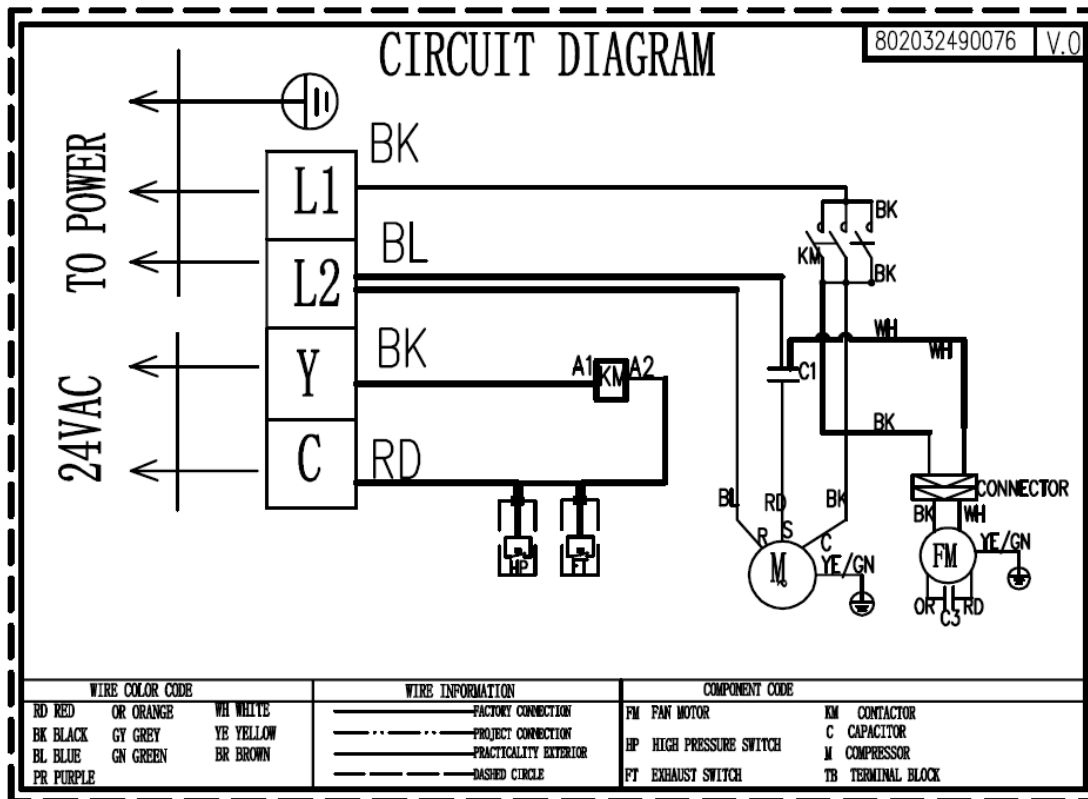 CIRCUIT DIAGRAM
802032490076 V.0
TO POWER
24VAC
L1
L2
Y
C
BK
BL
BK
RD
A1 KM A2
HP
FT
KM
BK
BK
WH
WH
C1
BK
CONNECTOR
BL RD BK
R S C
M
YE/GN
BK WH
FM
YE/GN
OR C3 RD
WIRE COLOR CODE
RD RED OR ORANGE WH WHITE
BK BLACK GY GREY YE YELLOW
BL BLUE GN GREEN BR BROWN
PR PURPLE
WIRE INFORMATION
FACTORY CONNECTION
PROJECT CONNECTION
PRACTICALITY EXTERIOR
DASHED CIRCLE
COMPONENT CODE
FM FAN MOTOR KM CONTACTOR
C CAPACITOR
HP HIGH PRESSURE SWITCH M COMPRESSOR
FT EXHAUST SWITCH TB TERMINAL BLOCK